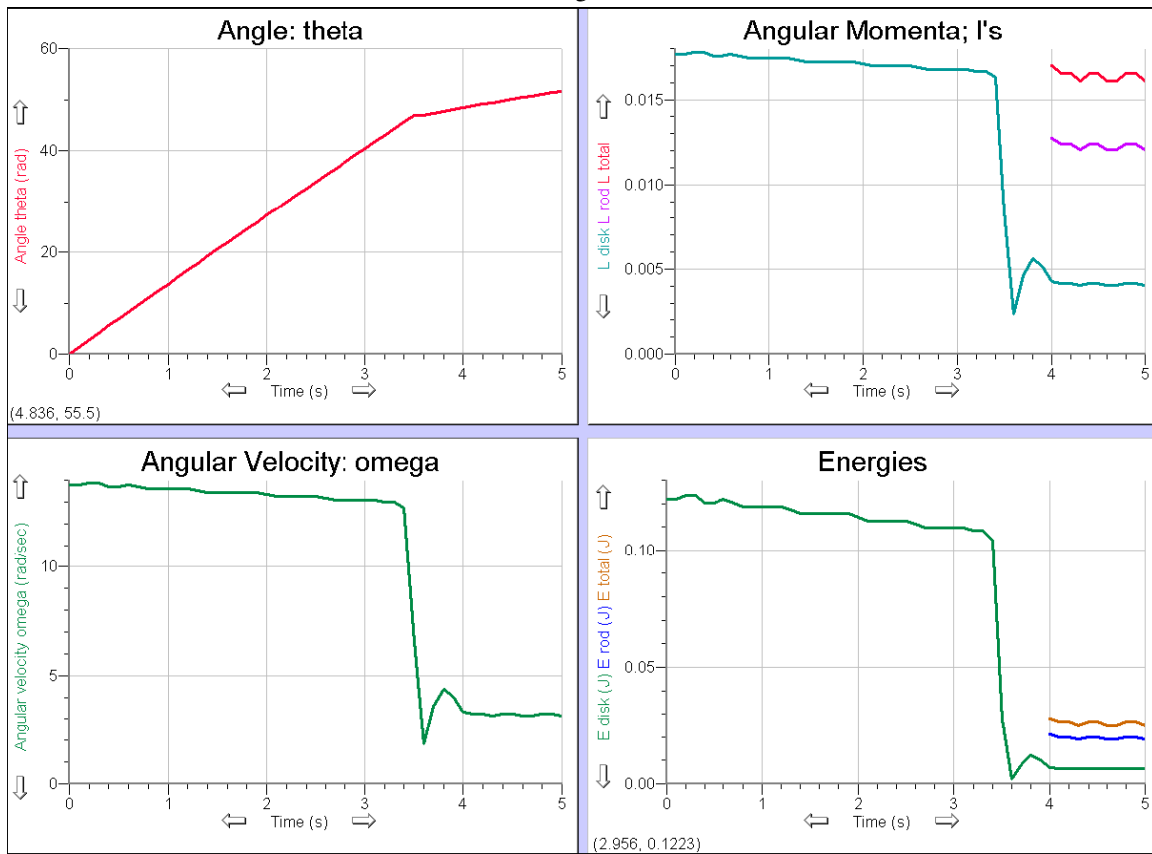 Angle: theta
60
40
20
0
Angle theta (rad)
0 1 2 3 4 5
Time (s)
(4.836, 55.5)
Angular Momenta; l's
0.015
0.010
0.005
0.000
L disk L rod L total
0 1 2 3 4 5
Time (s)
Angular Velocity: omega
10
5
0
Angular velocity omega (rad/sec)
0 1 2 3 4 5
Time (s)
Energies
0.10
0.05
0.00
E disk (J) E rod (J) E total (J)
0 1 2 3 4 5
Time (s)
(2.956, 0.1223)